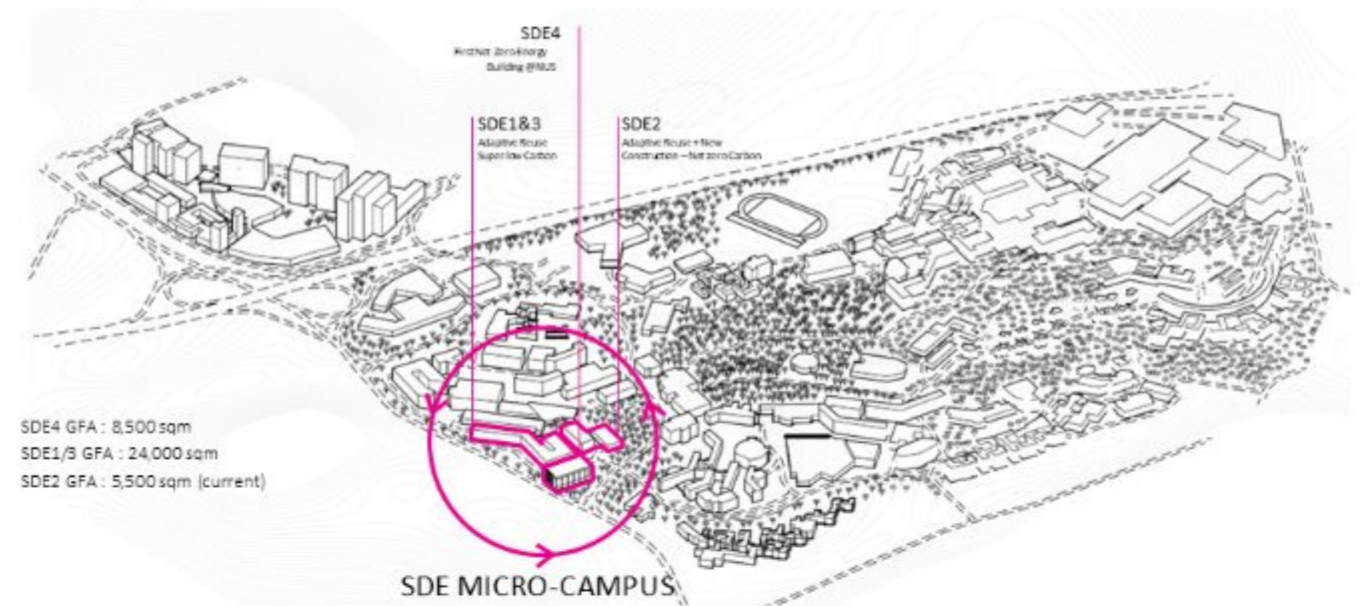 SDE4
First Net Zero Energy
Building @NUS
SDE1&3
Adaptive Reuse
Super low Carbon
SDE2
Adaptive Reuse + New
Construction – Net zero Carbon
SDE4 GFA : 8,500 sqm
SDE1/3 GFA : 24,000 sqm
SDE2 GFA : 5,500 sqm (current)
SDE MICRO-CAMPUS